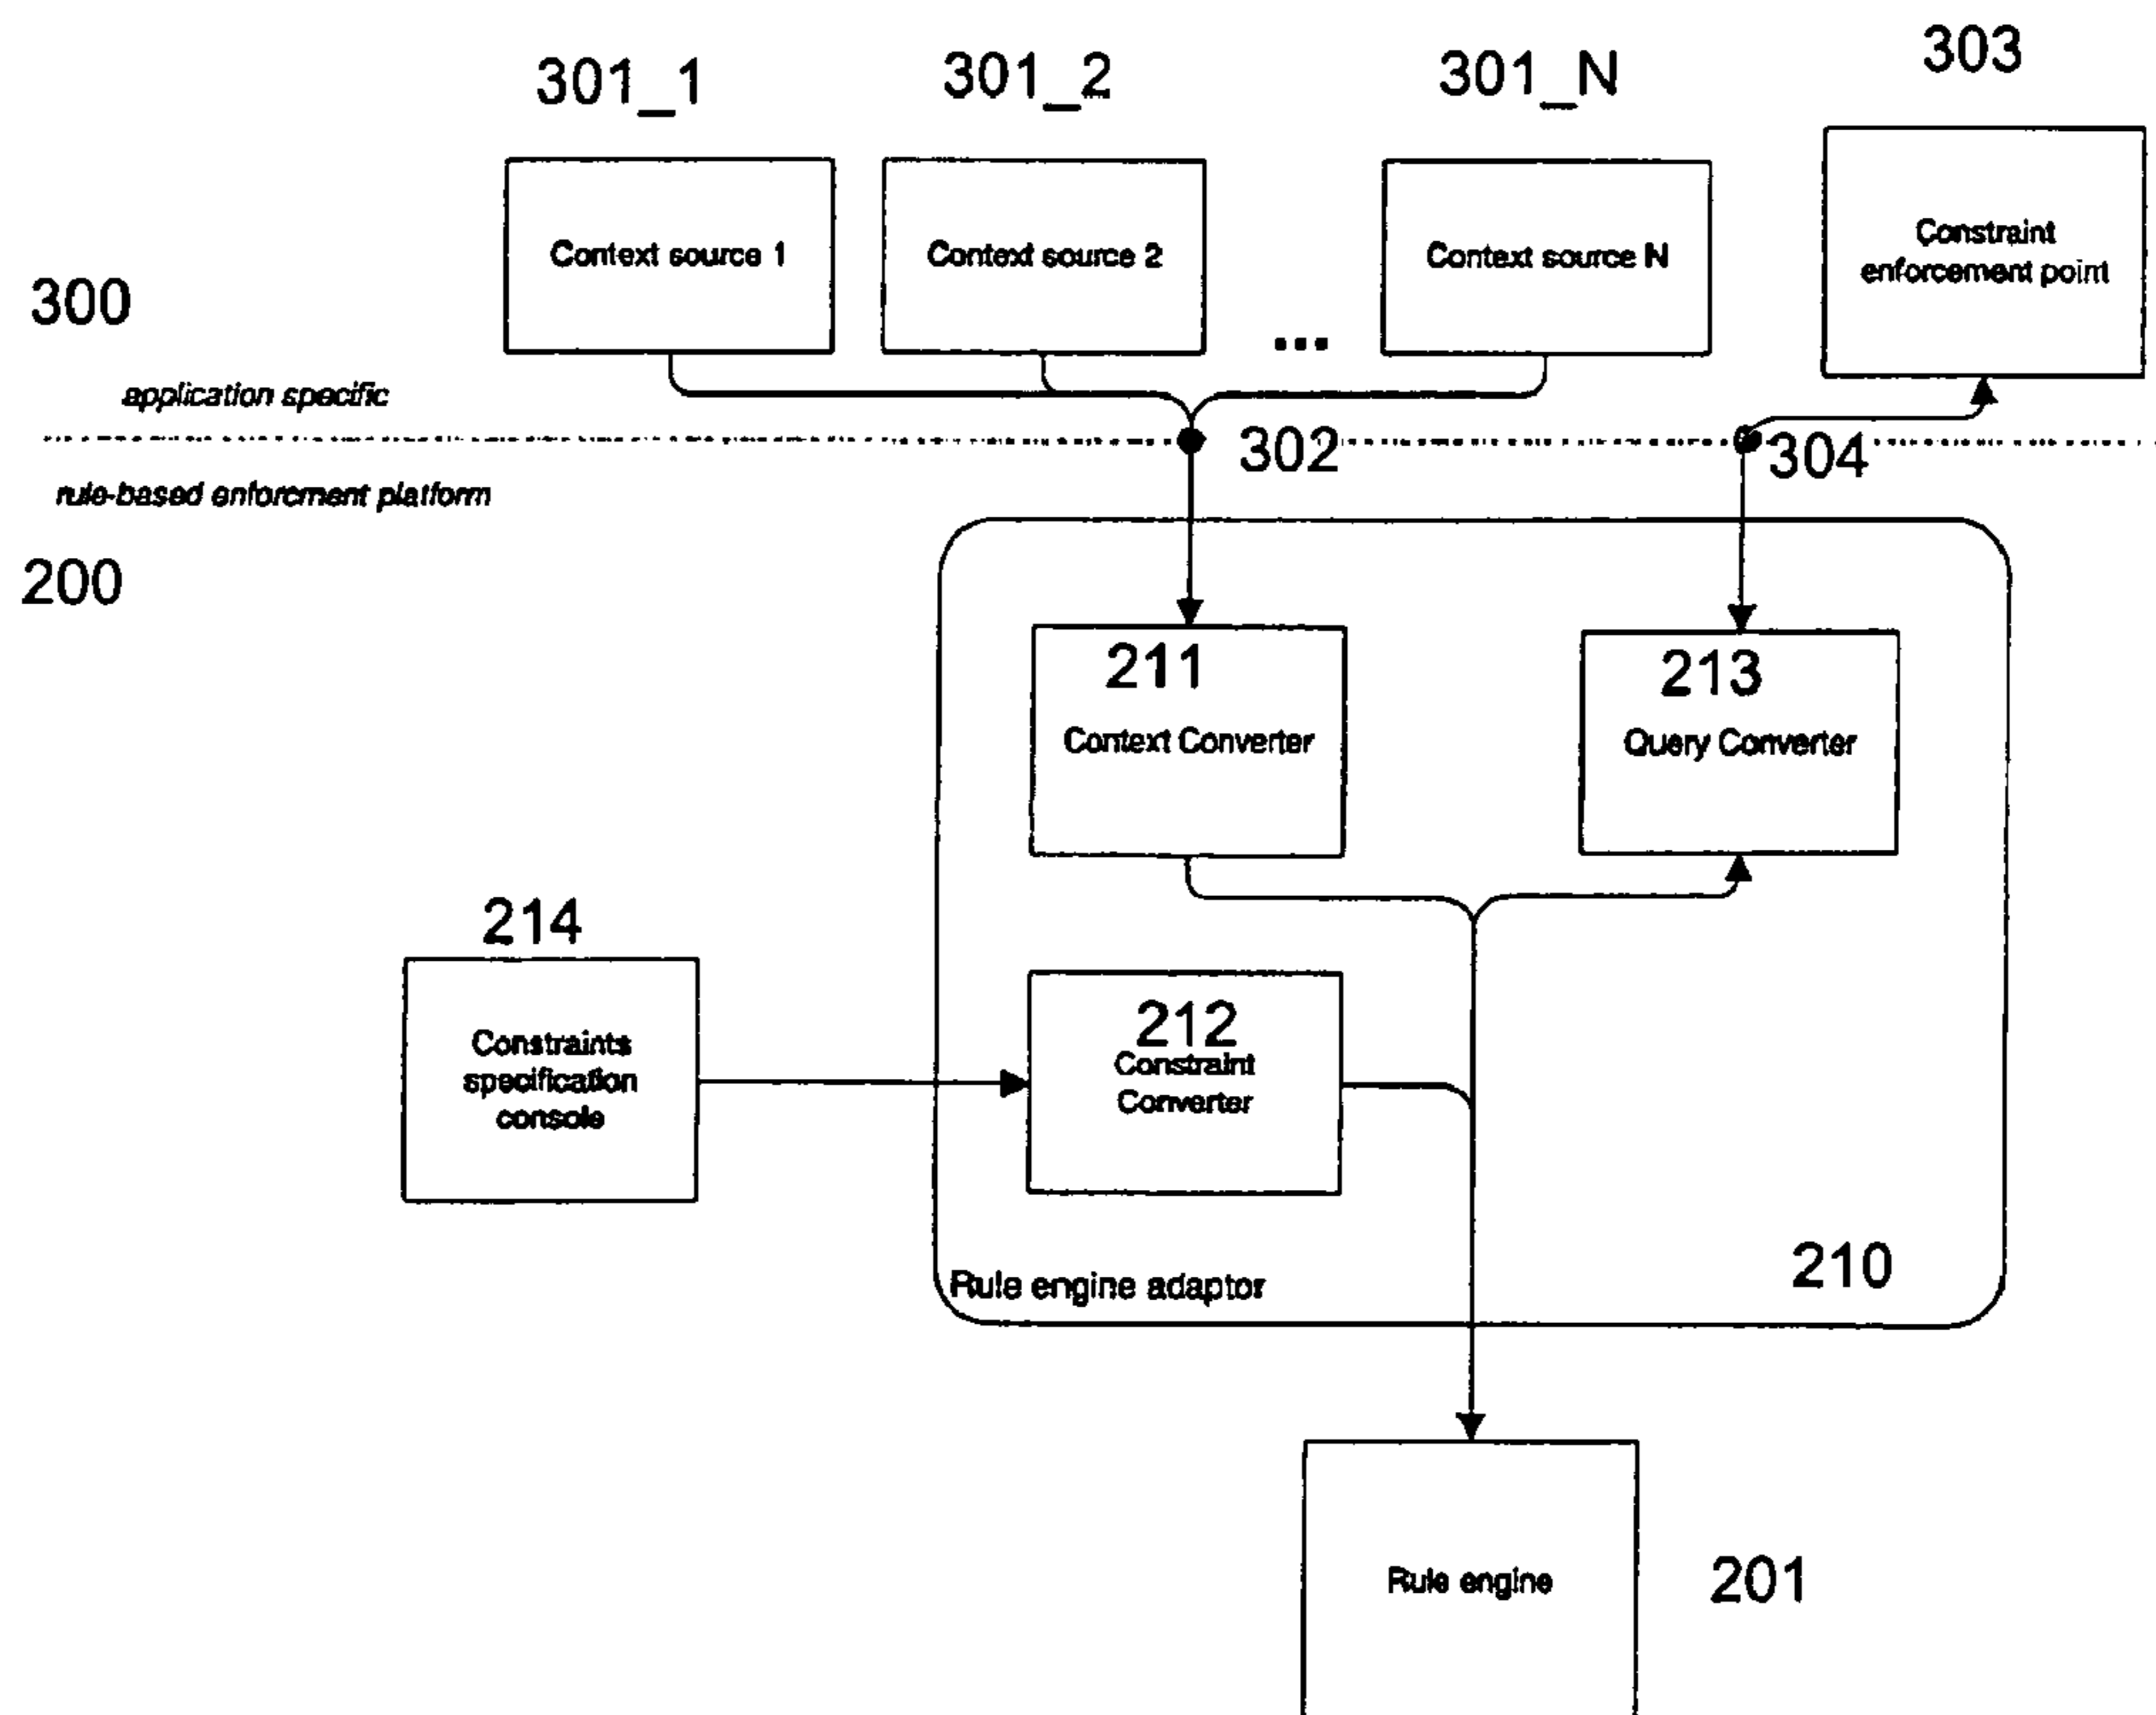 303
301_1
301_2
301_N
Context source 1
Context source 2
...
Context source N
Constraint
enforcement point
300
application specific
302
304
rule-based enforcment platform
200
211
Context Converter
213
Query Converter
214
Constraints
specification
console
212
Constraint
Converter
Rule engine adaptor
210
Rule engine
201